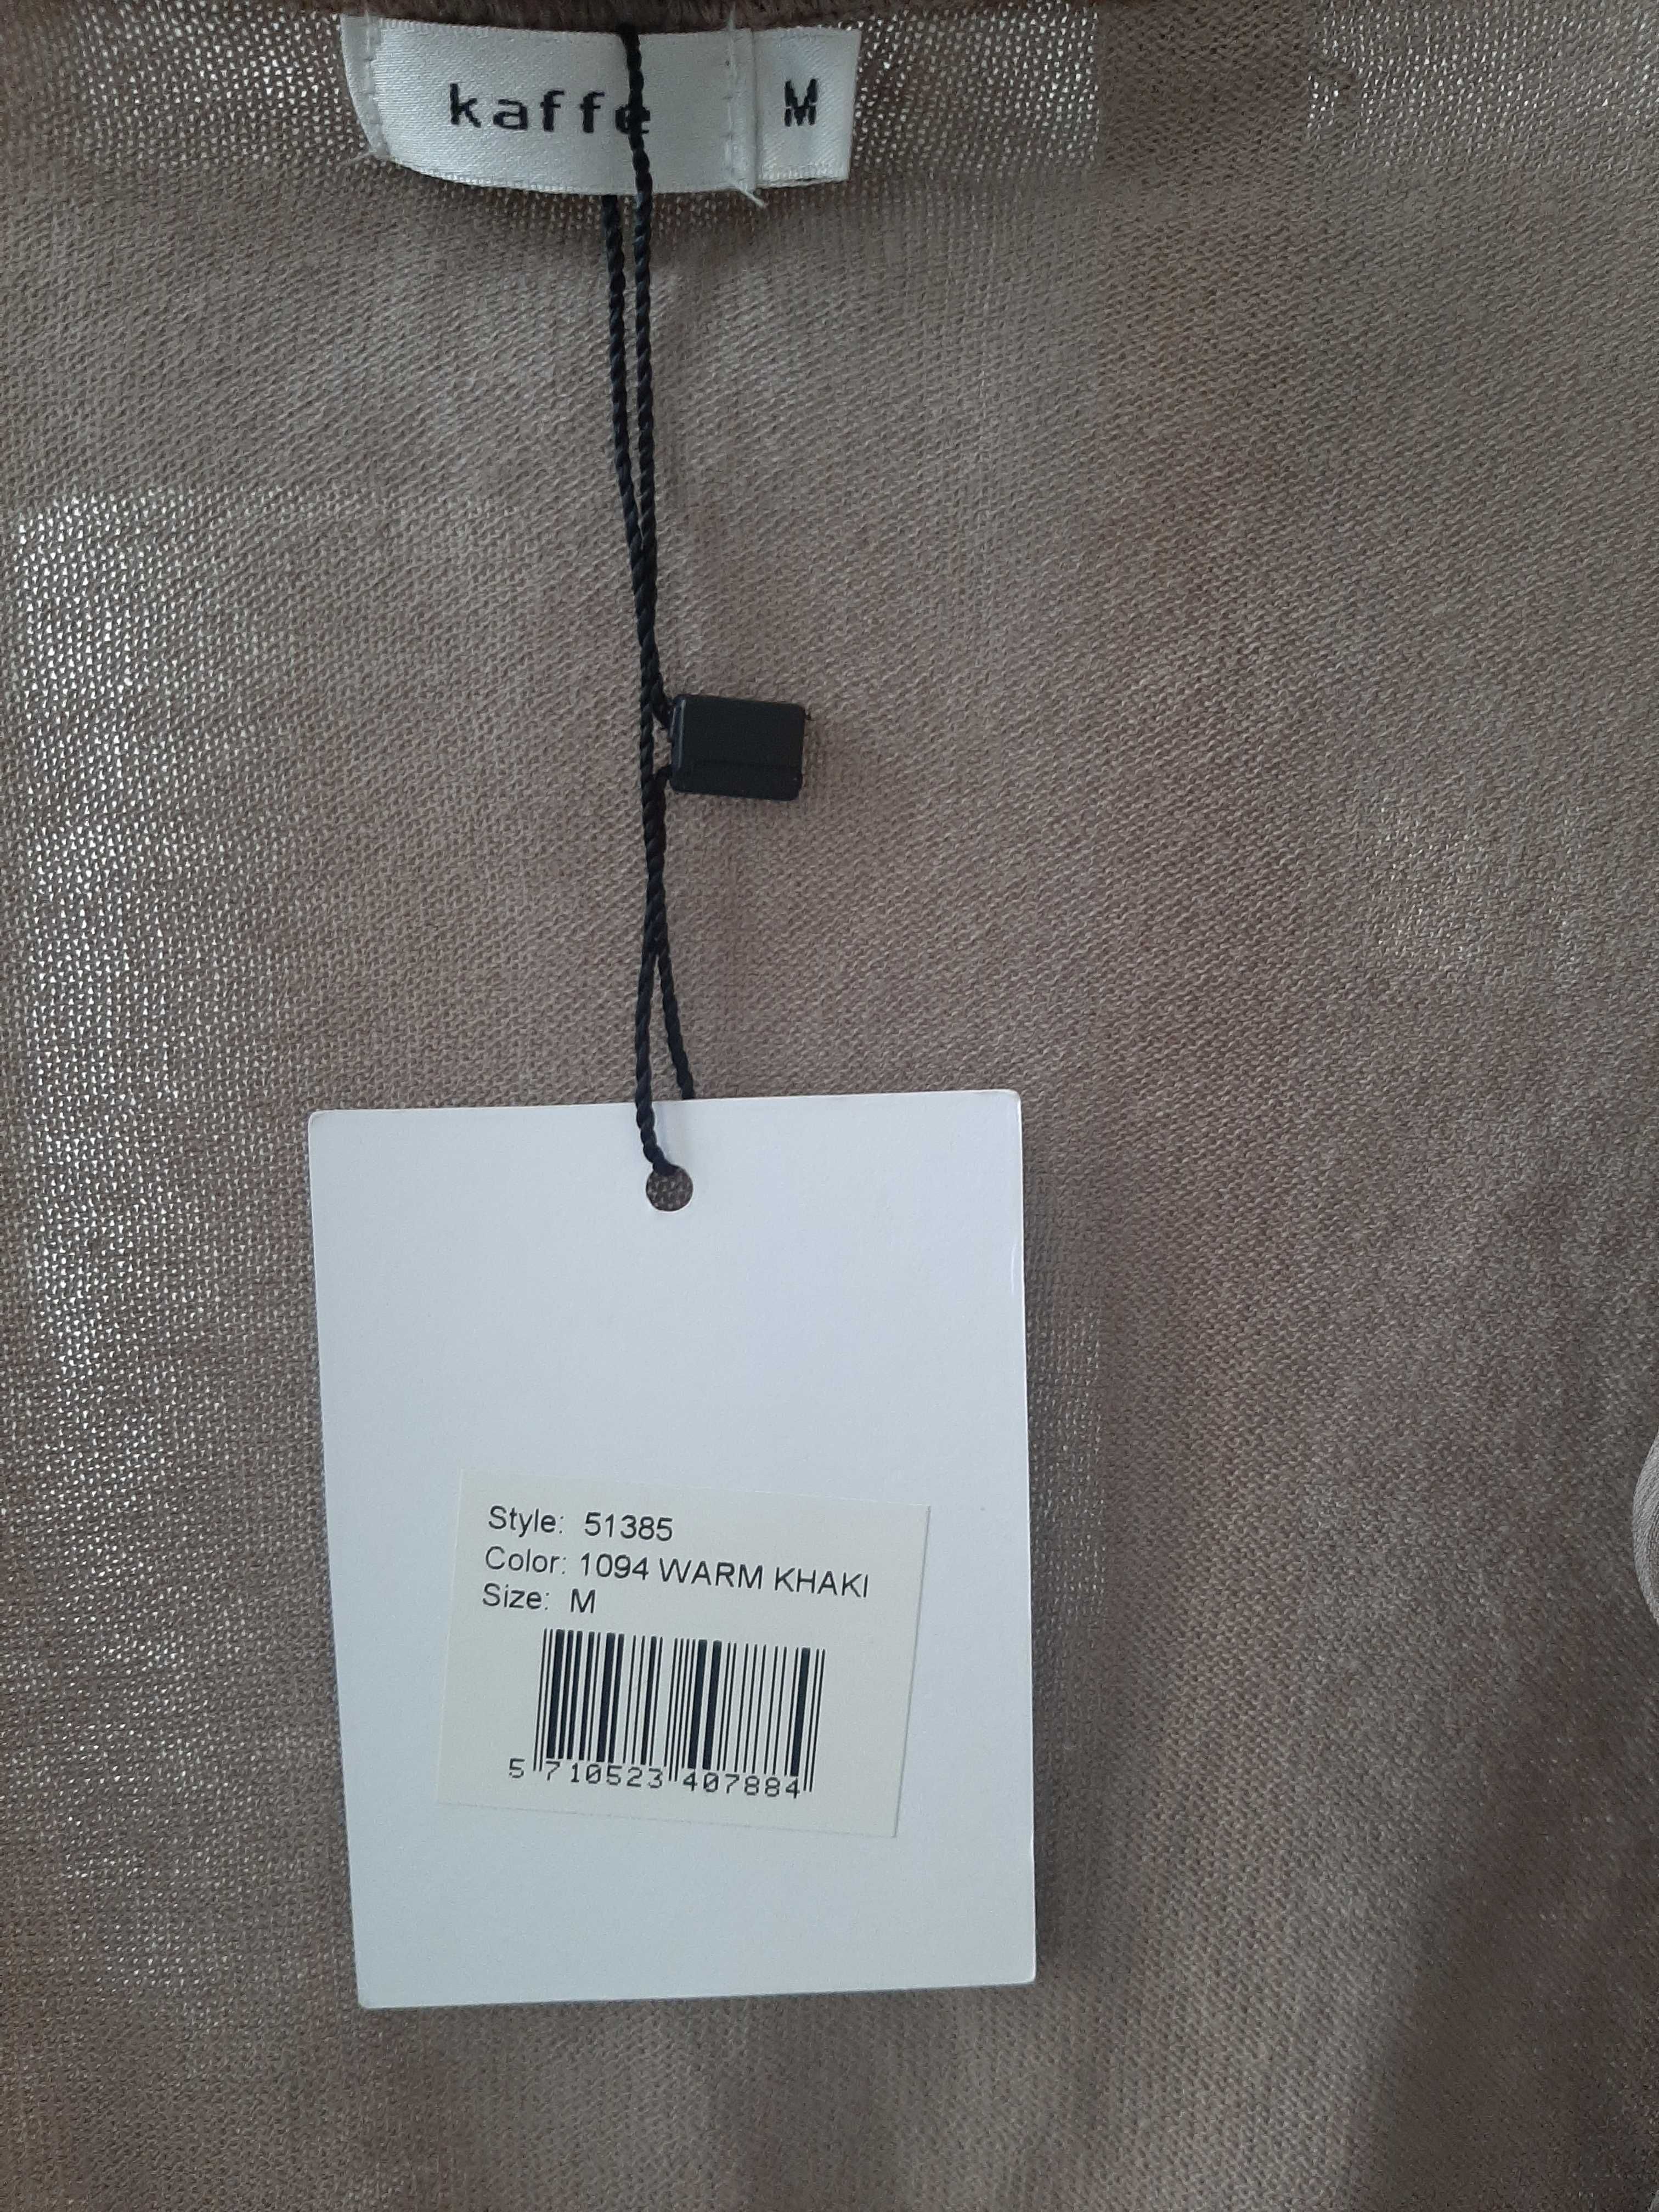 kaffe M
Style: 51385
Color: 1094 WARM KHAKI
Size: M
5 710523 407884